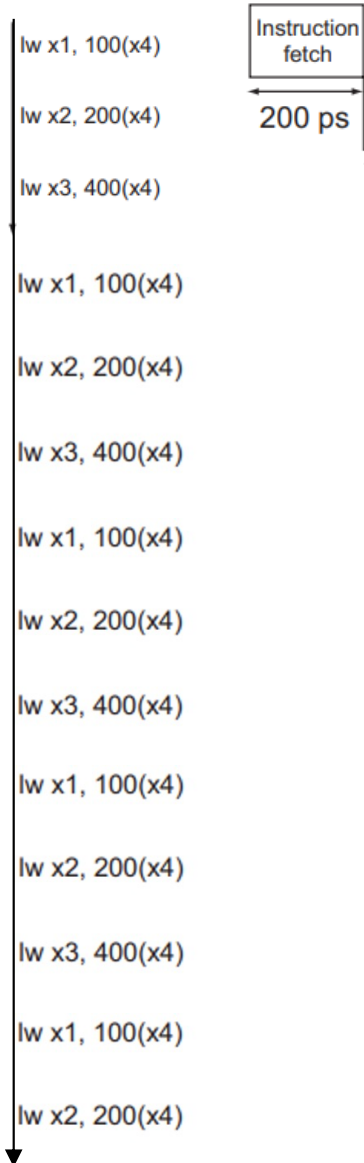 lw x1, 100(x4)
Instruction
fetch
lw x2, 200(x4)
200 ps
lw x3, 400(x4)
lw x1, 100(x4)
lw x2, 200(x4)
lw x3, 400(x4)
lw x1, 100(x4)
lw x2, 200(x4)
lw x3, 400(x4)
lw x1, 100(x4)
lw x2, 200(x4)
lw x3, 400(x4)
lw x1, 100(x4)
lw x2, 200(x4)